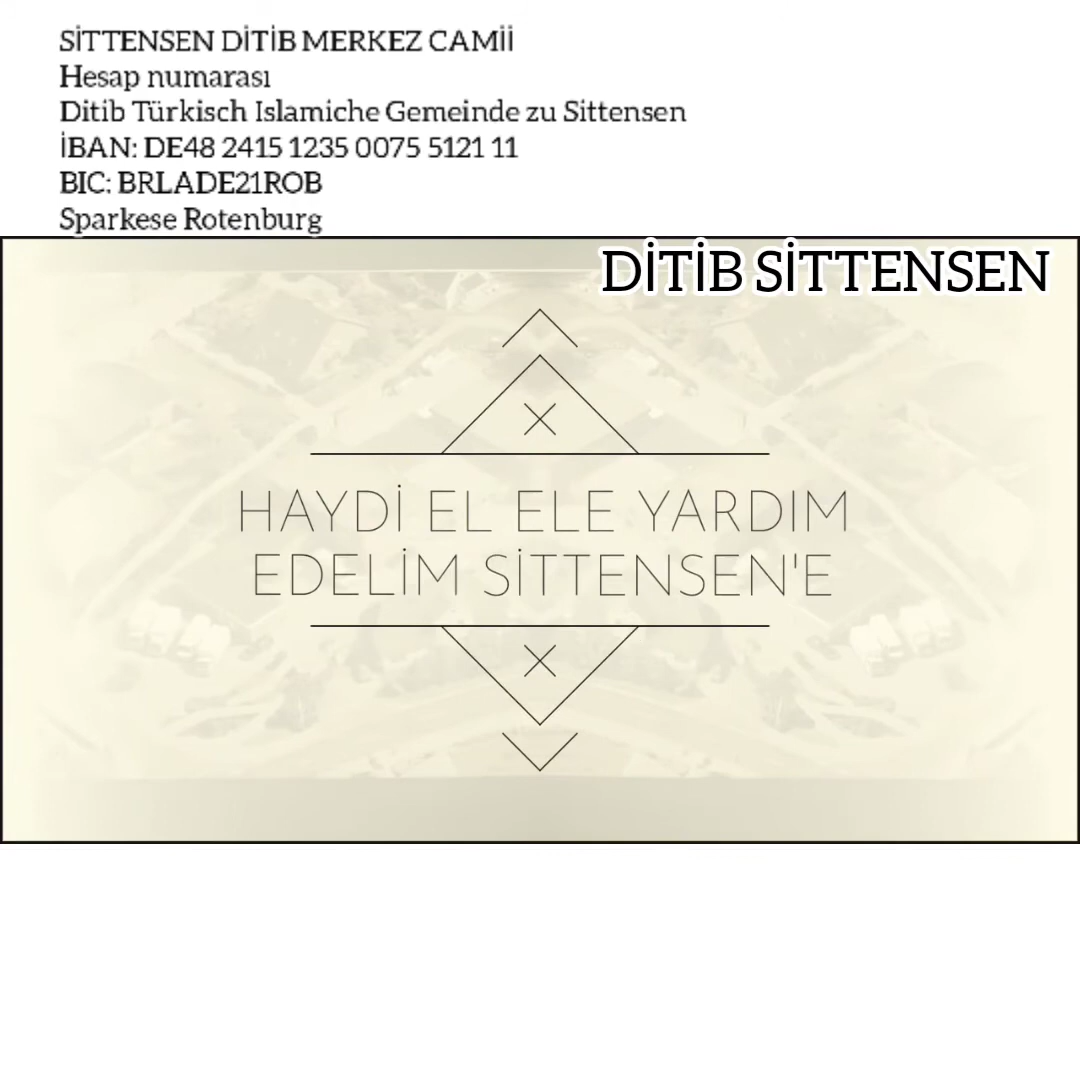 SİTTENSEN DİTİB MERKEZ CAMİİ
Hesap numarası
Ditib Türkisch Islamiche Gemeinde zu Sittensen
İBAN: DE48 2415 1235 0075 5121 11
BIC: BRLADE21ROB
Sparkese Rotenburg
DİTİB SİTTENSEN
HAYDİ EL ELE YARDIM
EDELİM SİTTENSEN'E